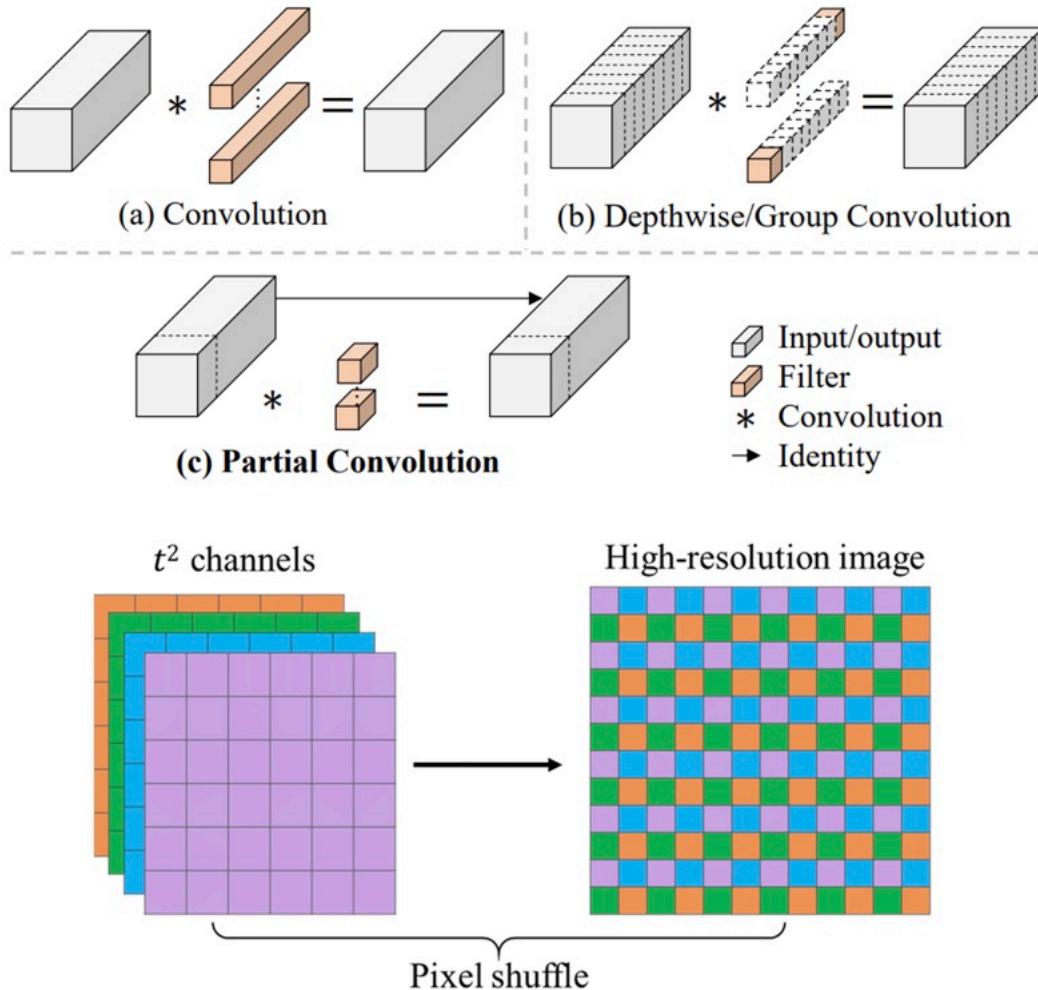 * =
(a) Convolution
* =
(b) Depthwise/Group Convolution
* =
(c) Partial Convolution
Input/output
Filter
* Convolution
Identity
t² channels
High-resolution image
Pixel shuffle